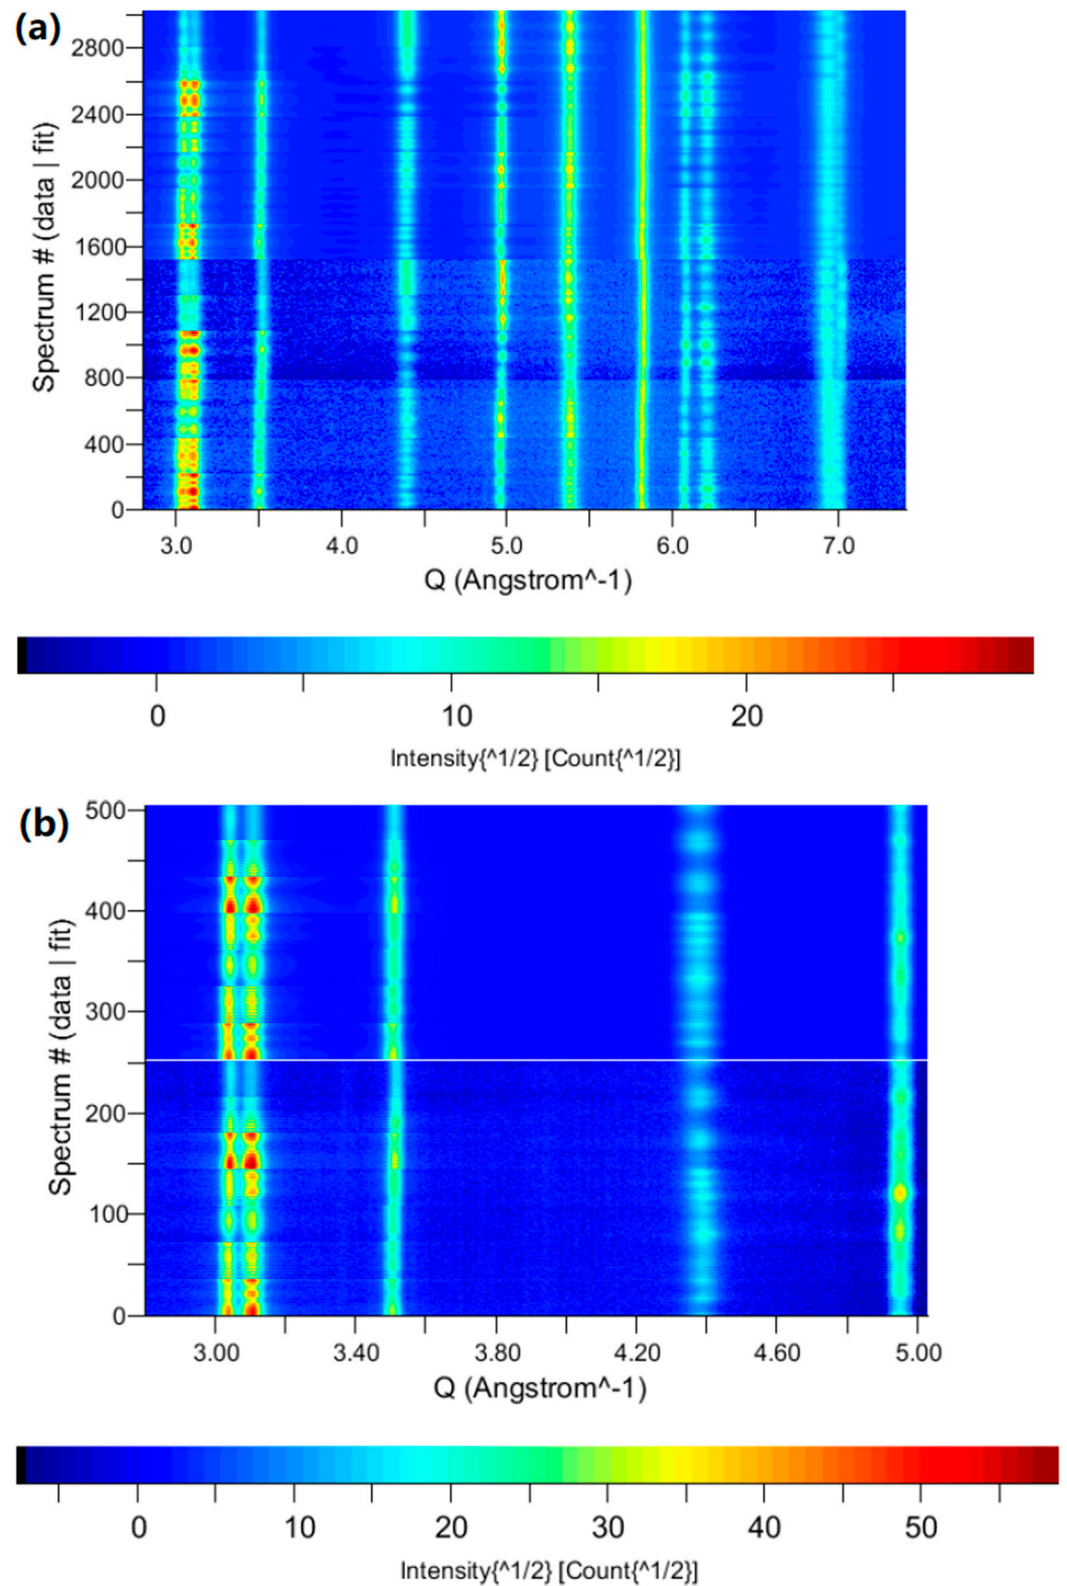 (a)
Spectrum # (data | fit)
2800
2400
2000
1600
1200
800
400
0
3.0 4.0 5.0 6.0 7.0
Q (Angstrom^-1)
0 10 20
Intensity{^1/2} [Count{^1/2}]
(b)
Spectrum # (data | fit)
500
400
300
200
100
0
3.00 3.40 3.80 4.20 4.60 5.00
Q (Angstrom^-1)
0 10 20 30 40 50
Intensity{^1/2} [Count{^1/2}]